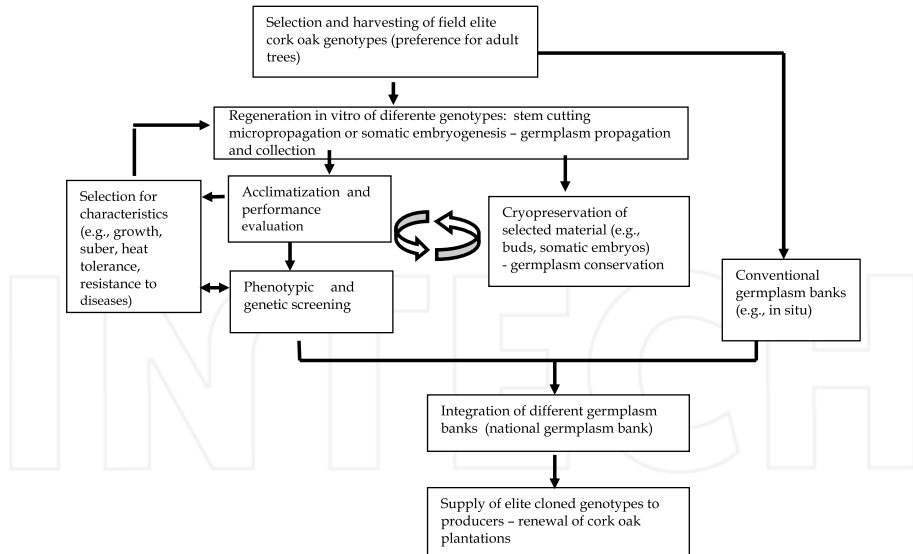 Selection and harvesting of field elite
cork oak genotypes (preference for adult
trees)
Regeneration in vitro of diferente genotypes: stem cutting
micropropagation or somatic embryogenesis – germplasm propagation
and collection
Selection for
characteristics
(e.g., growth,
suber, heat
tolerance,
resistance to
diseases)
Acclimatization and
performance
evaluation
Cryopreservation of
selected material (e.g.,
buds, somatic embryos)
- germplasm conservation
Phenotypic and
genetic screening
Conventional
germplasm banks
(e.g., in situ)
Integration of different germplasm
banks (national germplasm bank)
Supply of elite cloned genotypes to
producers – renewal of cork oak
plantations
INTECH